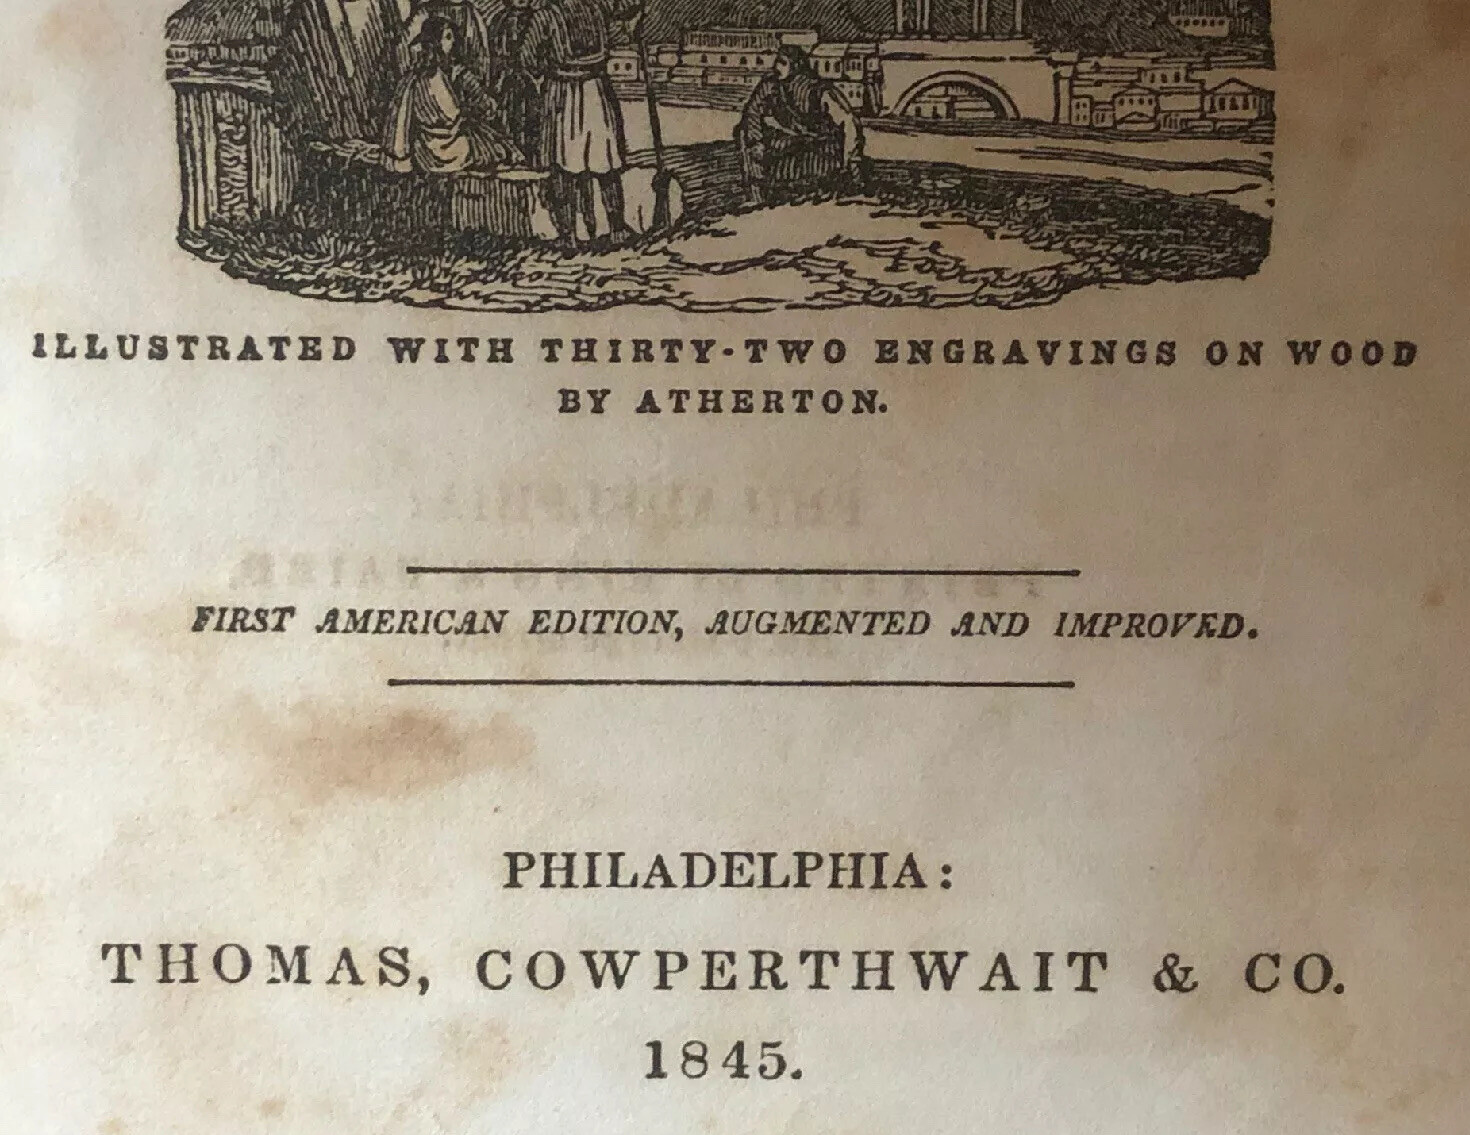 ILLUSTRATED WITH THIRTY-TWO ENGRAVINGS ON WOOD
BY ATHERTON.
FIRST AMERICAN EDITION, AUGMENTED AND IMPROVED.
PHILADELPHIA:
THOMAS, COWPERTHWAIT & CO.
1845.